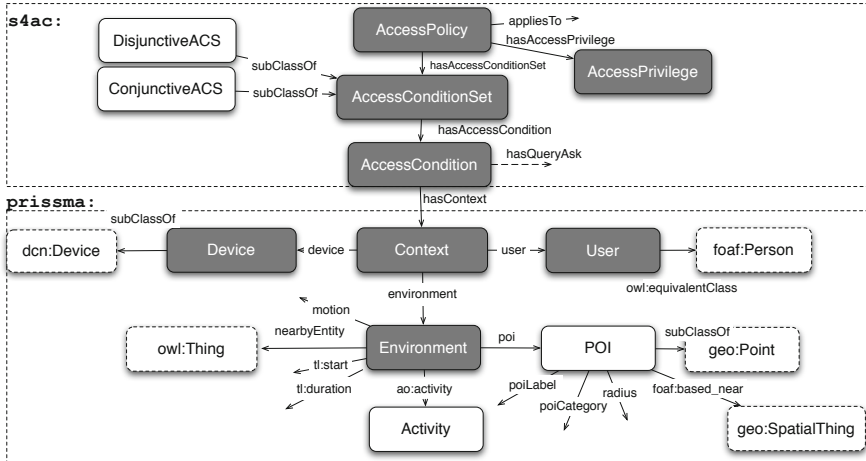 s4ac:
appliesTo
AccessPolicy
DisjunctiveACS
hasAccessPrivilege
subClassOf
hasAccessConditionSet
AccessPrivilege
ConjunctiveACS
subClassOf
AccessConditionSet
hasAccessCondition
AccessCondition
hasQueryAsk
prissma:
hasContext
subClassOf
dcn:Device
Device
device
Context
user
User
foaf:Person
environment
owl:equivalentClass
motion
nearbyEntity
owl:Thing
Environment
poi
POI
subClassOf
geo:Point
tl:start
tl:duration
ao:activity
poiLabel
poiCategory
radius
foaf:based_near
Activity
geo:SpatialThing